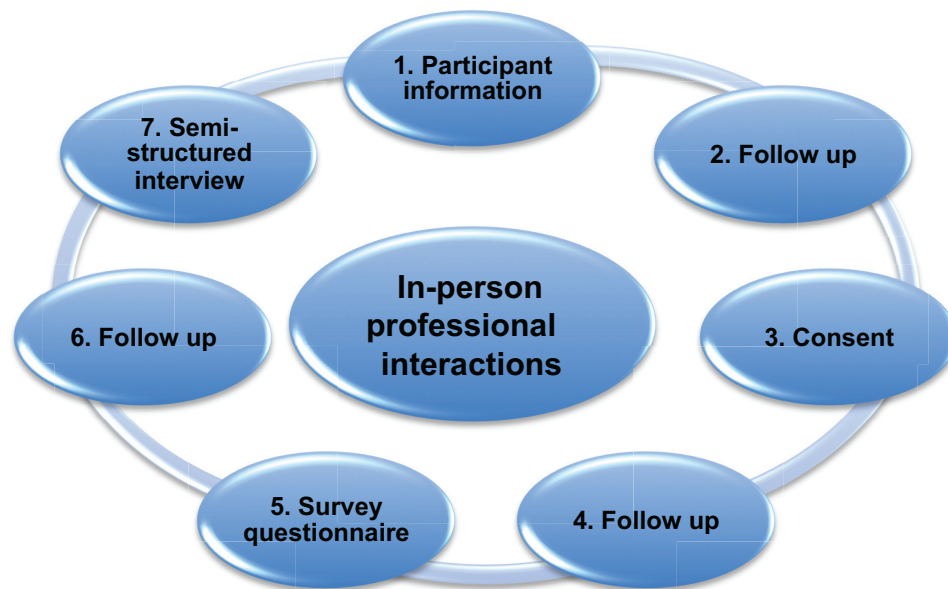 1. Participant
information
2. Follow up
3. Consent
4. Follow up
5. Survey
questionnaire
6. Follow up
7. Semi-
structured
interview
In-person
professional
interactions